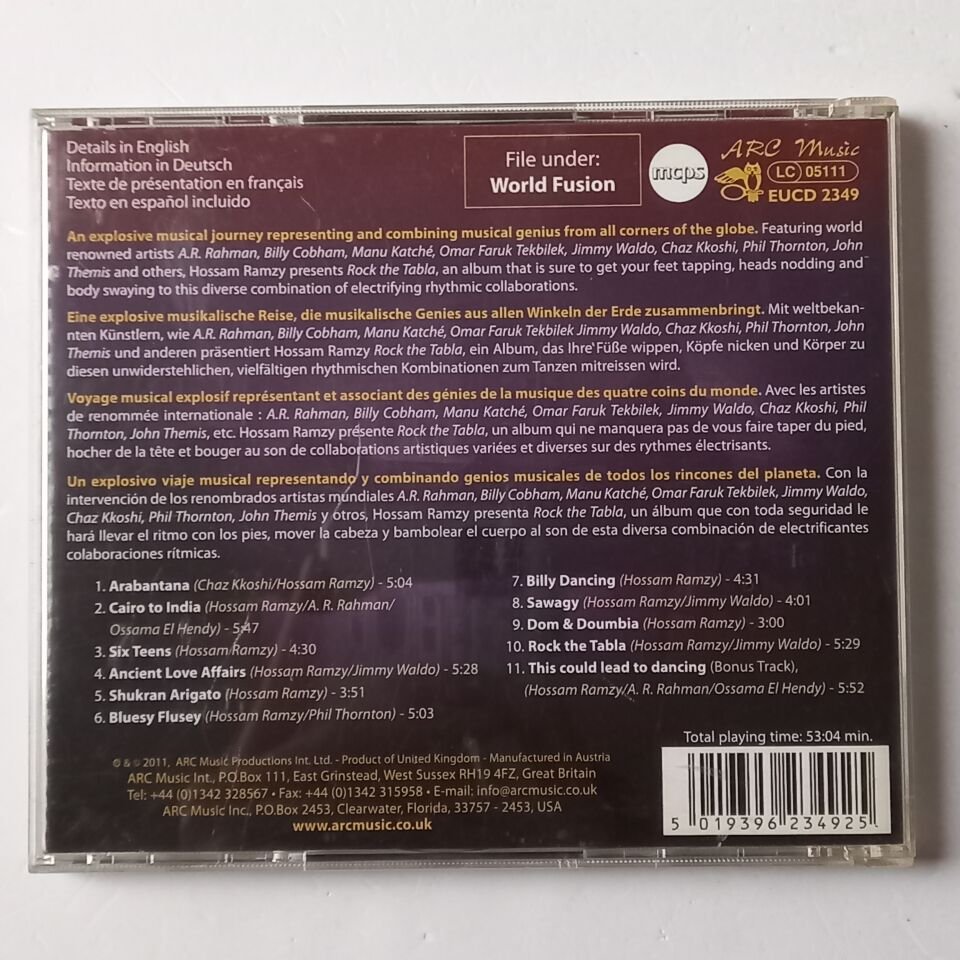 Details in English
Information in Deutsch
Texte de présentation en français
Texto en español incluido
File under:
World Fusion
mcps
ARC Music
LC 05111
EUCD 2349
An explosive musical journey representing and combining musical genius from all corners of the globe. Featuring world
renowned artists A.R. Rahman, Billy Cobham, Manu Katché, Omar Faruk Tekbilek, Jimmy Waldo, Chaz Kkoshi, Phil Thornton, John
Themis and others, Hossam Ramzy presents Rock the Tabla, an album that is sure to get your feet tapping, heads nodding and
body swaying to this diverse combination of electrifying rhythmic collaborations.
Eine explosive musikalische Reise, die musikalische Genies aus allen Winkeln der Erde zusammenbringt. Mit weltbekan-
nten Künstlern, wie A.R. Rahman, Billy Cobham, Manu Katché, Omar Faruk Tekbilek Jimmy Waldo, Chaz Kkoshi, Phil Thornton, John
Themis und anderen präsentiert Hossam Ramzy Rock the Tabla, ein Album, das Ihre Füße wippen, Köpfe nicken und Körper zu
diesen unwiderstehlichen, vielfältigen rhythmischen Kombinationen zum Tanzen mitreissen wird.
Voyage musical explosif représentant et associant des génies de la musique des quatre coins du monde. Avec les artistes
de renommée internationale : A.R. Rahman, Billy Cobham, Manu Katché, Omar Faruk Tekbilek, Jimmy Waldo, Chaz Kkoshi, Phil
Thornton, John Themis, etc. Hossam Ramzy présente Rock the Tabla, un album qui ne manquera pas de vous faire taper du pied,
hocher de la tête et bouger au son de collaborations artistiques variées et diverses sur des rythmes électrisants.
Un explosivo viaje musical representando y combinando genios musicales de todos los rincones del planeta. Con la
intervención de los renombrados artistas mundiales A.R. Rahman, Billy Cobham, Manu Katché, Omar Faruk Tekbilek, Jimmy Waldo,
Chaz Kkoshi, Phil Thornton, John Themis y otros, Hossam Ramzy presenta Rock the Tabla, un álbum que con toda seguridad le
hará llevar el ritmo con los pies, mover la cabeza y bambolear el cuerpo al son de esta diversa combinación de electrificantes
colaboraciones rítmicas.
1. Arabantana (Chaz Kkoshi/Hossam Ramzy) - 5:04
2. Cairo to India (Hossam Ramzy/A. R. Rahman/
Ossama El Hendy) - 5:47
3. Six Teens (Hossam Ramzy) - 4:30
4. Ancient Love Affairs (Hossam Ramzy/Jimmy Waldo) - 5:28
5. Shukran Arigato (Hossam Ramzy) - 3:51
6. Bluesy Flusey (Hossam Ramzy/Phil Thornton) - 5:03
7. Billy Dancing (Hossam Ramzy) - 4:31
8. Sawagy (Hossam Ramzy/Jimmy Waldo) - 4:01
9. Dom & Doumbia (Hossam Ramzy) - 3:00
10. Rock the Tabla (Hossam Ramzy/Jimmy Waldo) - 5:29
11. This could lead to dancing (Bonus Track),
(Hossam Ramzy/A. R. Rahman/Ossama El Hendy) - 5:52
Total playing time: 53:04 min.
℗ & © 2011, ARC Music Productions Int. Ltd. - Product of United Kingdom - Manufactured in Austria
ARC Music Int., P.O.Box 111, East Grinstead, West Sussex RH19 4FZ, Great Britain
Tel: +44 (0)1342 328567 • Fax: +44 (0)1342 315958 • E-mail: info@arcmusic.co.uk
ARC Music Inc., P.O.Box 2453, Clearwater, Florida, 33757 - 2453, USA
www.arcmusic.co.uk
5 019396 234925